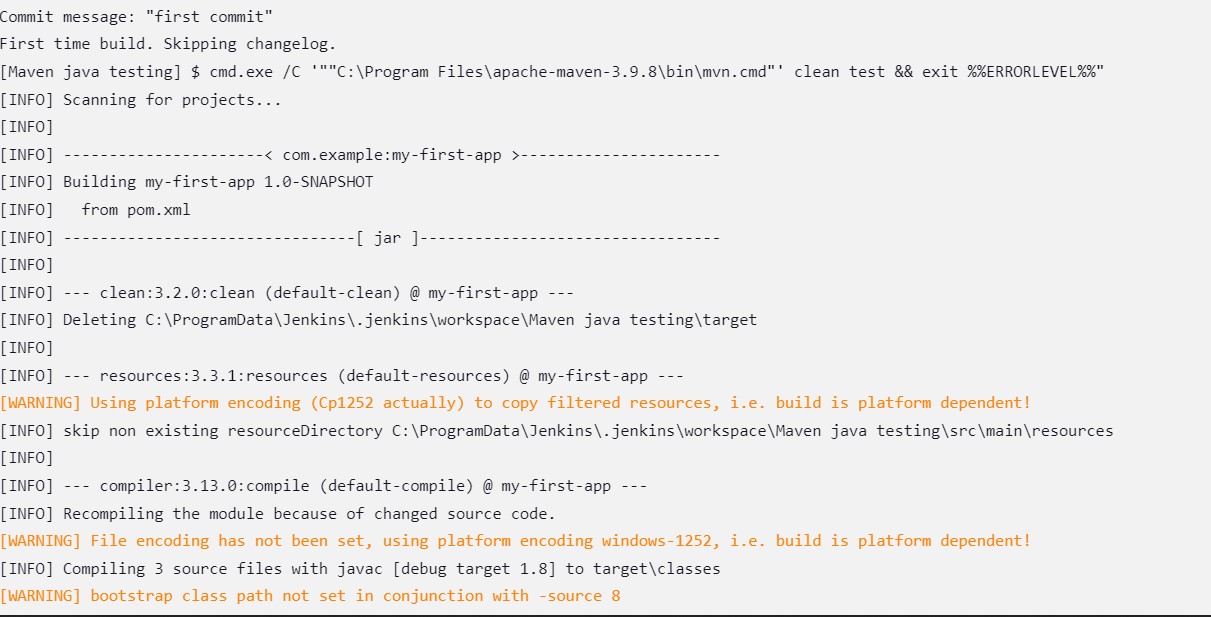 Commit message: "first commit"
First time build. Skipping changelog.
[Maven java testing] $ cmd.exe /C '""C:\Program Files\apache-maven-3.9.8\bin\mvn.cmd"' clean test && exit %%ERRORLEVEL%%"
[INFO] Scanning for projects...
[INFO]
[INFO] ----------------------< com.example:my-first-app >----------------------
[INFO] Building my-first-app 1.0-SNAPSHOT
[INFO]   from pom.xml
[INFO] --------------------------------[ jar ]---------------------------------
[INFO]
[INFO] --- clean:3.2.0:clean (default-clean) @ my-first-app ---
[INFO] Deleting C:\ProgramData\Jenkins\.jenkins\workspace\Maven java testing\target
[INFO]
[INFO] --- resources:3.3.1:resources (default-resources) @ my-first-app ---
[WARNING] Using platform encoding (Cp1252 actually) to copy filtered resources, i.e. build is platform dependent!
[INFO] skip non existing resourceDirectory C:\ProgramData\Jenkins\.jenkins\workspace\Maven java testing\src\main\resources
[INFO]
[INFO] --- compiler:3.13.0:compile (default-compile) @ my-first-app ---
[INFO] Recompiling the module because of changed source code.
[WARNING] File encoding has not been set, using platform encoding windows-1252, i.e. build is platform dependent!
[INFO] Compiling 3 source files with javac [debug target 1.8] to target\classes
[WARNING] bootstrap class path not set in conjunction with -source 8